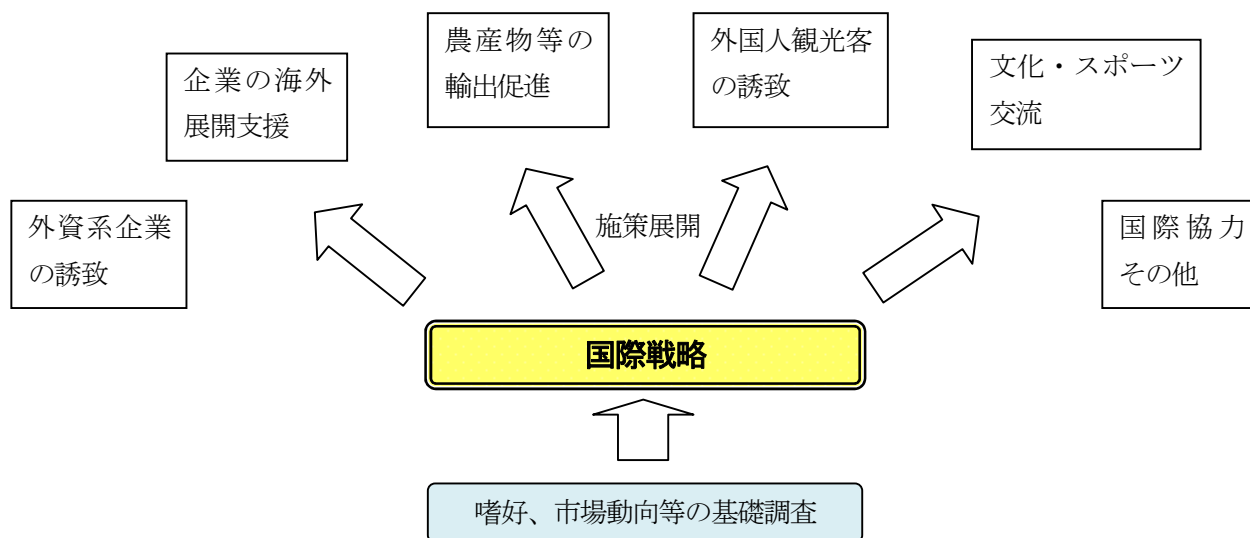 農産物等の
輸出促進
外国人観光客
の誘致
企業の海外
展開支援
文化・スポーツ
交流
外資系企業
の誘致
施策展開
国際協力
その他
国際戦略
嗜好、市場動向等の基礎調査